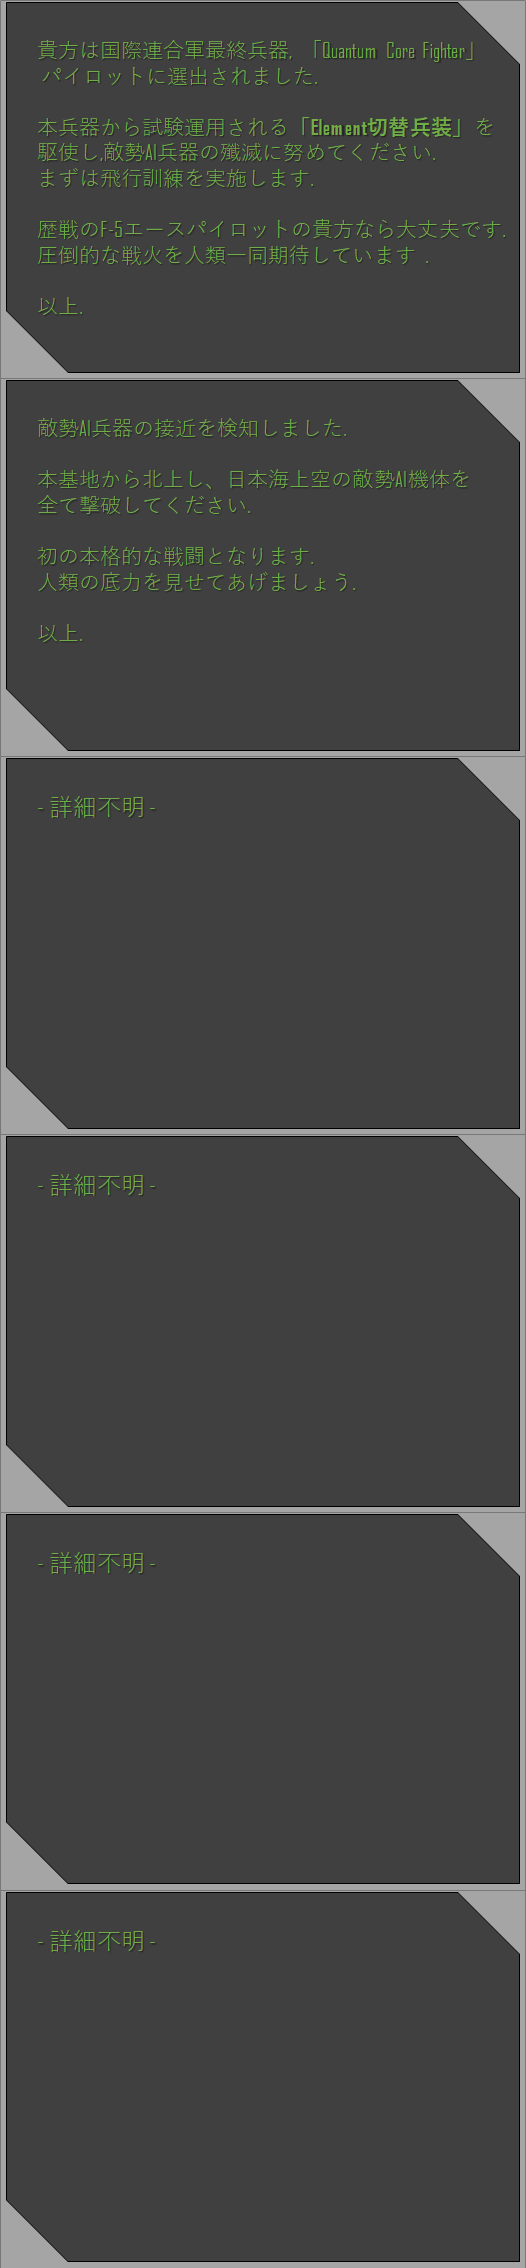 貴方は国際連合軍最終兵器, 「Quantum Core Fighter」
パイロットに選出されました.
本兵器から試験運用される「Element切替兵装」を
駆使し,敵勢AI兵器の殲滅に努めてください.
まずは飛行訓練を実施します.
歴戦のF-5エースパイロットの貴方なら大丈夫です.
圧倒的な戦火を人類一同期待しています .
以上.
敵勢AI兵器の接近を検知しました.
本基地から北上し、日本海上空の敵勢AI機体を
全て撃破してください.
初の本格的な戦闘となります.
人類の底力を見せてあげましょう.
以上.
- 詳細不明 -
- 詳細不明 -
- 詳細不明 -
- 詳細不明 -